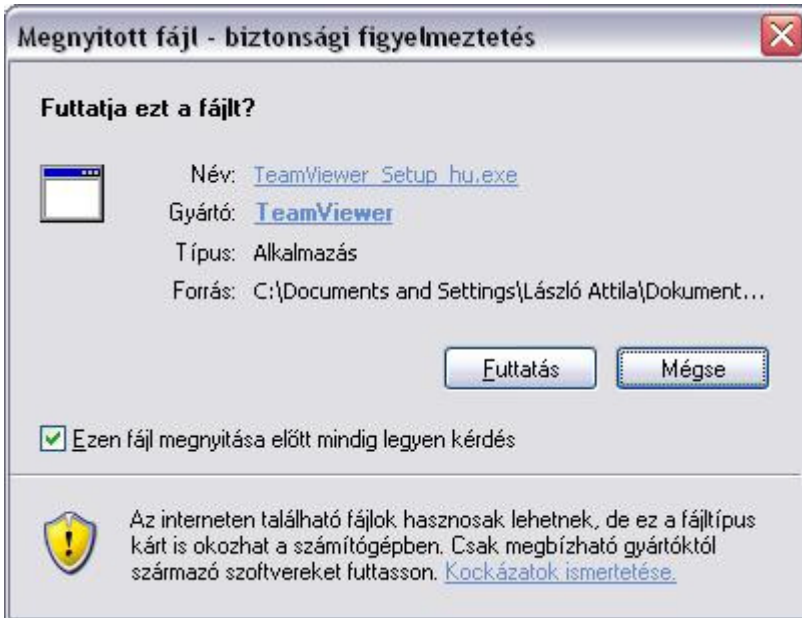 Megnyitott fájl - biztonsági figyelmeztetés
Futtatja ezt a fájlt?
Név: TeamViewer_Setup_hu.exe
Gyártó: TeamViewer
Típus: Alkalmazás
Forrás: C:\Documents and Settings\László Attila\Dokument...
Futtatás Mégse
Ezen fájl megnyitása előtt mindig legyen kérdés
Az interneten található fájlok hasznosak lehetnek, de ez a fájltípus
kárt is okozhat a számítógépben. Csak megbízható gyártóktól
származó szoftvereket futtasson. Kockázatok ismertetése.